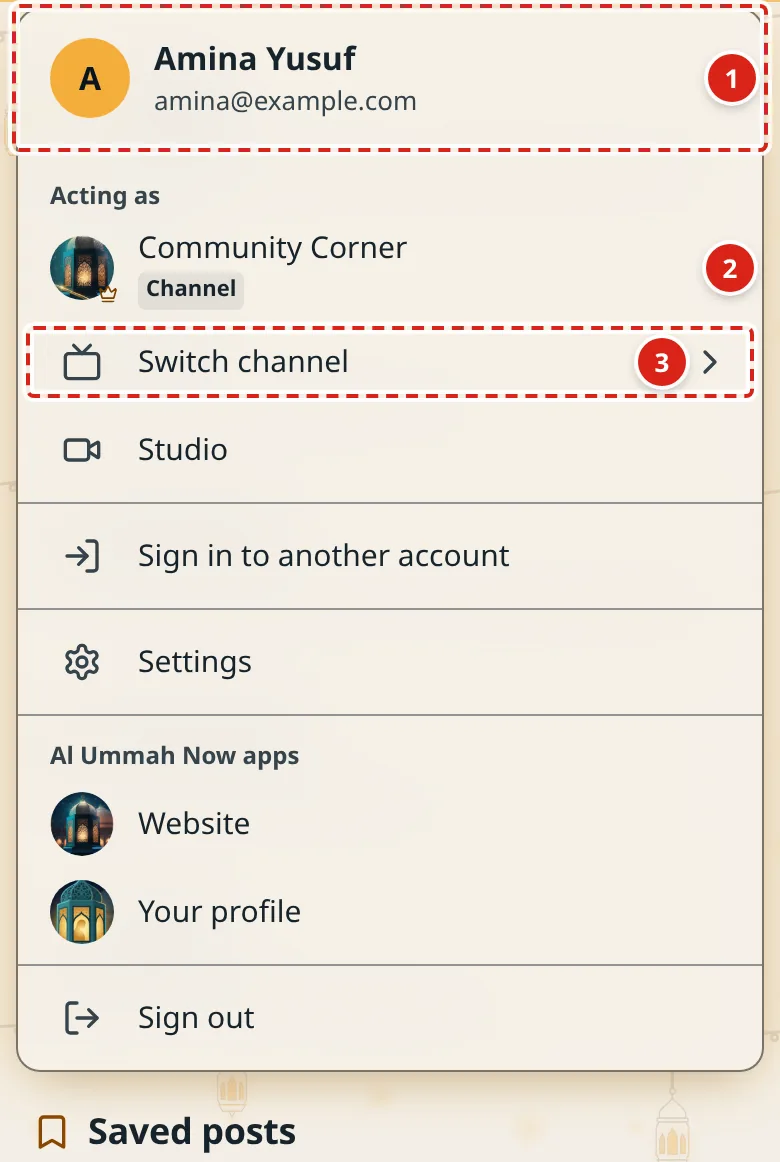 A
Amina Yusuf
amina@example.com
1
Acting as
Community Corner
Channel
2
Switch channel
3
Studio
Sign in to another account
Settings
Al Ummah Now apps
Website
Your profile
Sign out
Saved posts